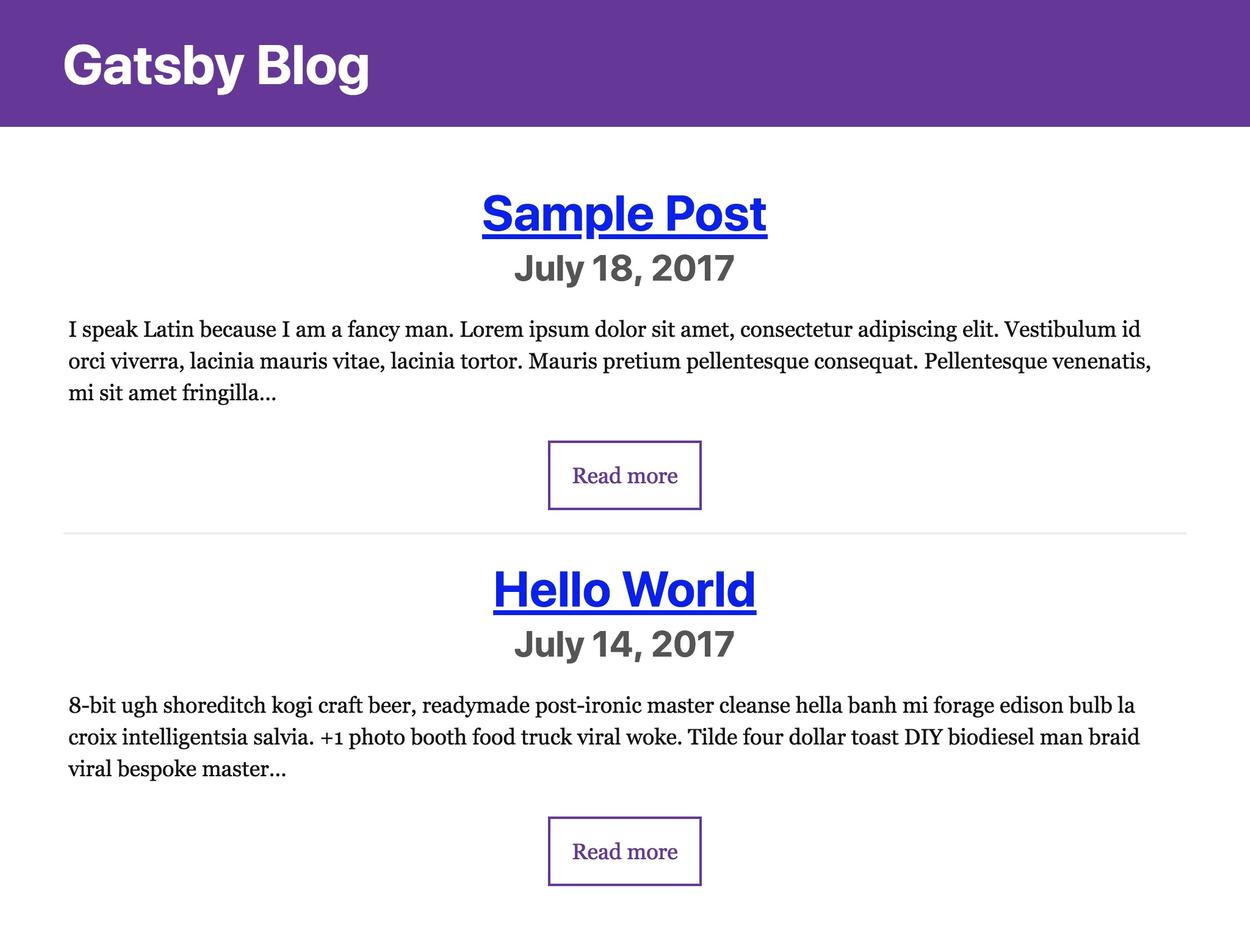 Gatsby Blog
Sample Post
July 18, 2017
I speak Latin because I am a fancy man. Lorem ipsum dolor sit amet, consectetur adipiscing elit. Vestibulum id
orci viverra, lacinia mauris vitae, lacinia tortor. Mauris pretium pellentesque consequat. Pellentesque venenatis,
mi sit amet fringilla…
Read more
Hello World
July 14, 2017
8-bit ugh shoreditch kogi craft beer, readymade post-ironic master cleanse hella banh mi forage edison bulb la
croix intelligentsia salvia. +1 photo booth food truck viral woke. Tilde four dollar toast DIY biodiesel man braid
viral bespoke master…
Read more